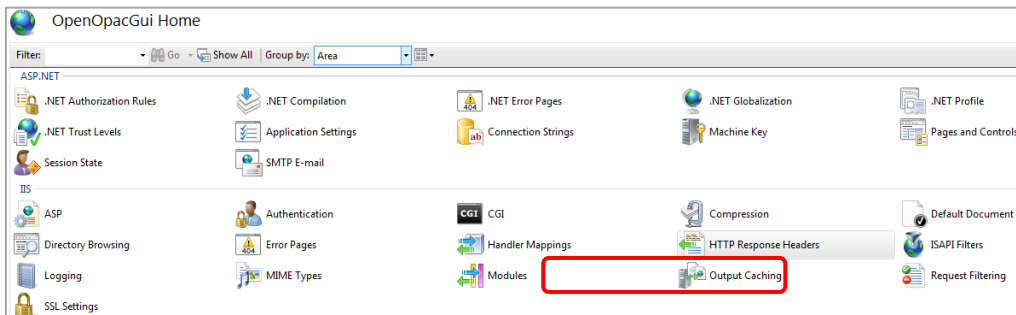 OpenOpacGui Home
Filter: Go Show All Group by: Area
ASP.NET
.NET Authorization Rules .NET Compilation .NET Error Pages .NET Globalization .NET Profile
.NET Trust Levels Application Settings Connection Strings Machine Key Pages and Controls
Session State SMTP E-mail
IIS
ASP Authentication CGI CGI Compression Default Document
Directory Browsing Error Pages Handler Mappings HTTP Response Headers ISAPI Filters
Logging MIME Types Modules Output Caching Request Filtering
SSL Settings